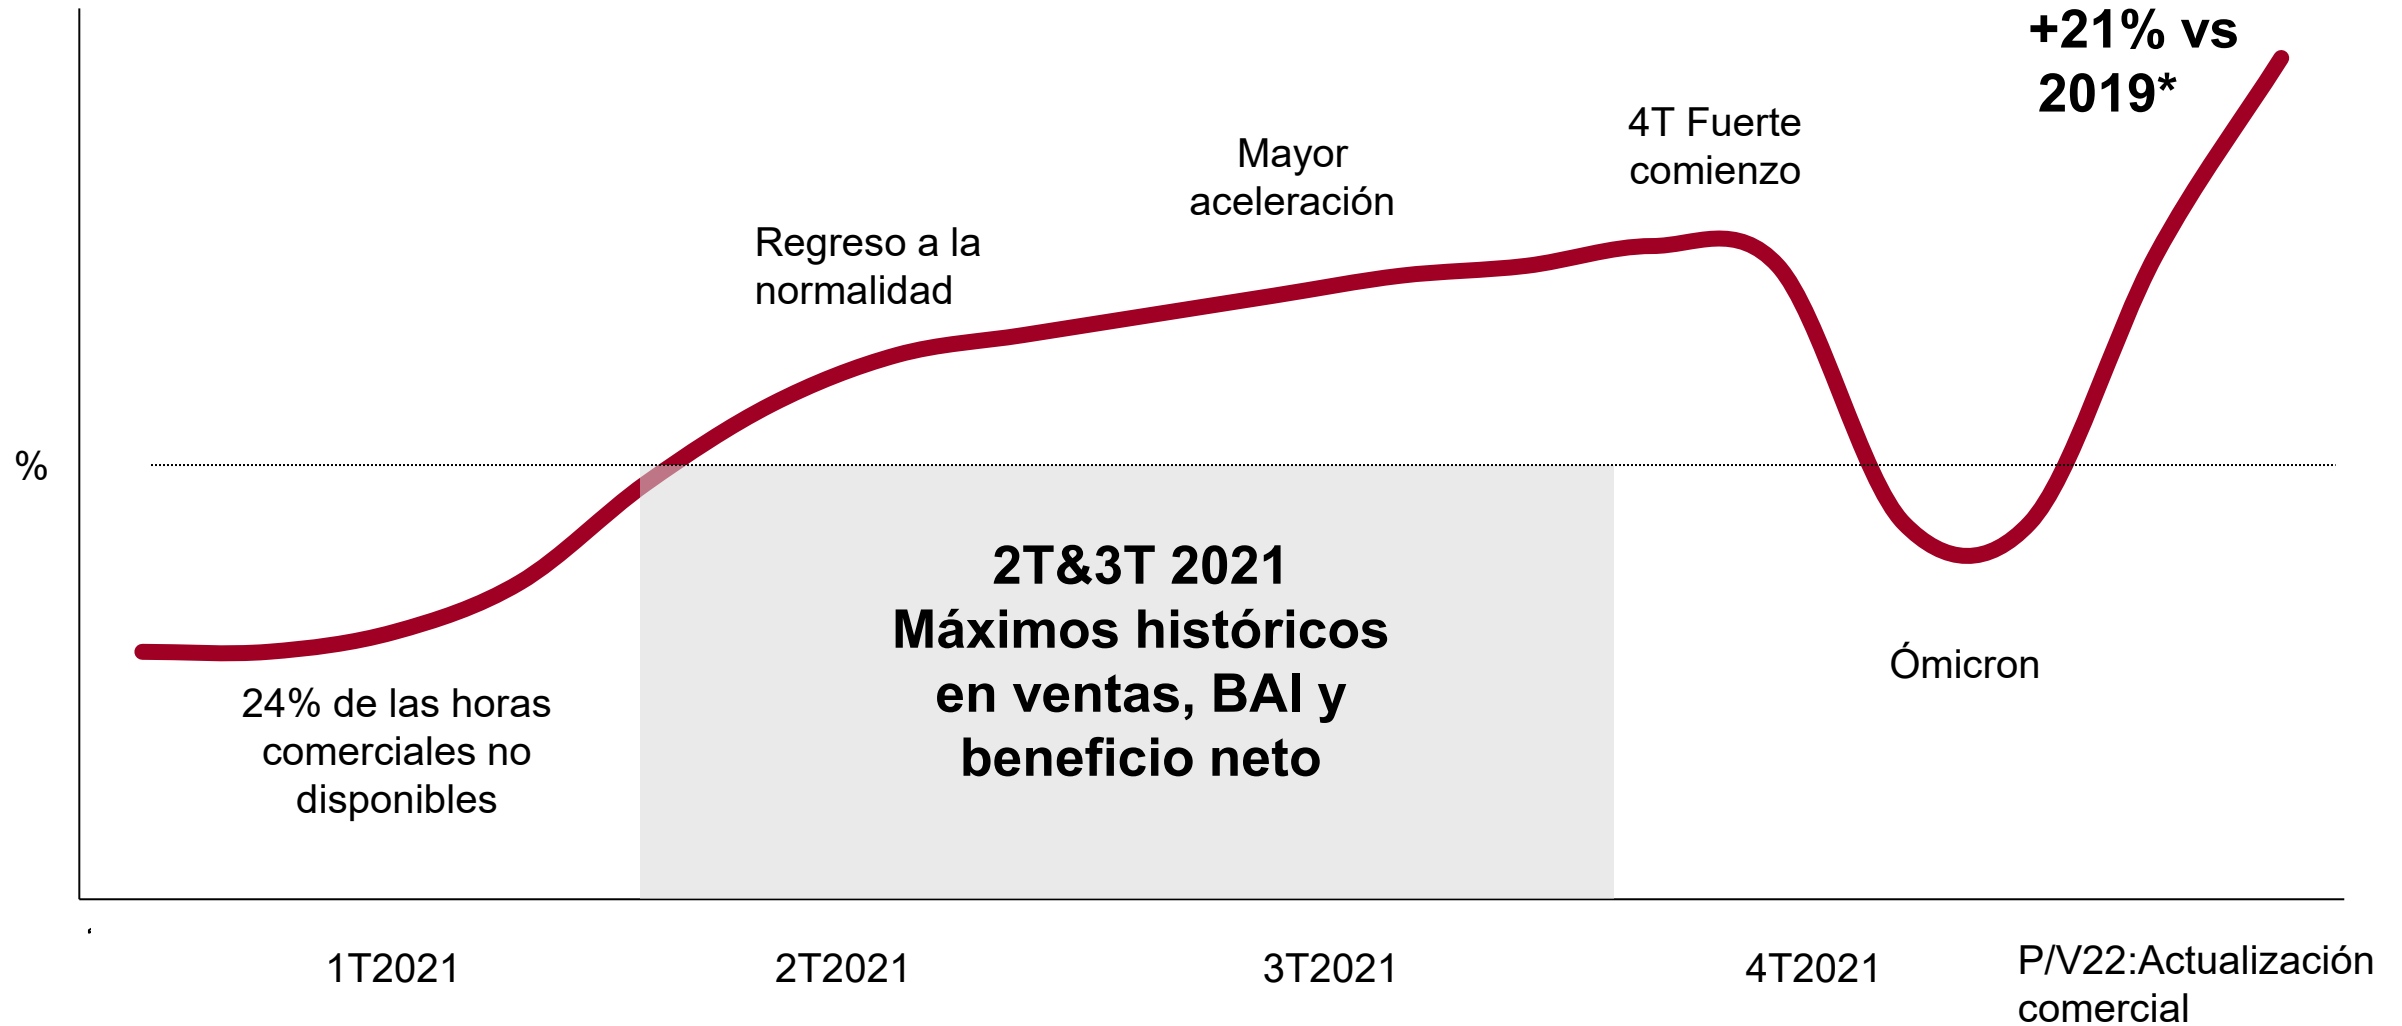 +21% vs
2019*
4T Fuerte
comienzo
Mayor
aceleración
Regreso a la
normalidad
%
2T&3T 2021
Máximos históricos
en ventas, BAI y
beneficio neto
Ómicron
24% de las horas
comerciales no
disponibles
1T2021
2T2021
3T2021
4T2021
P/V22:Actualización
comercial